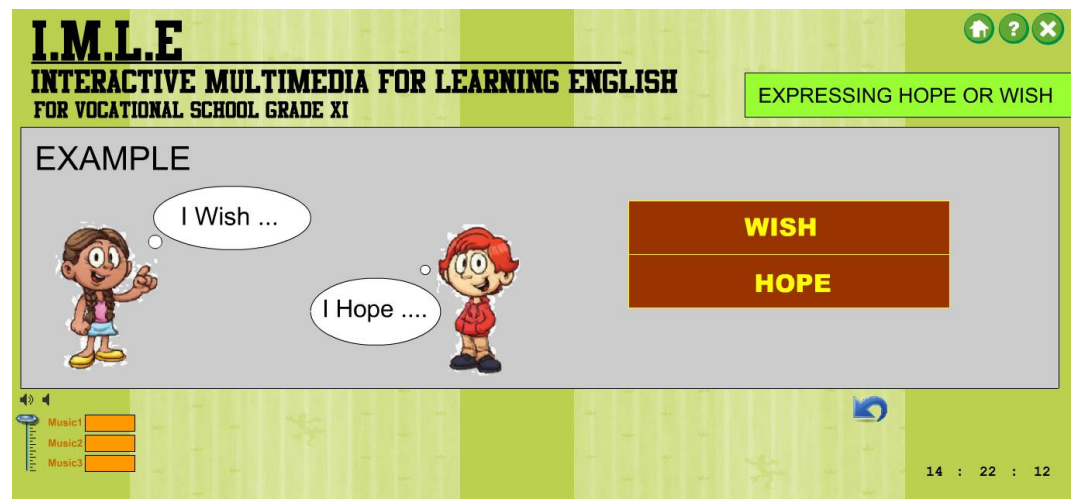 I.M.L.E
INTERACTIVE MULTIMEDIA FOR LEARNING ENGLISH
FOR VOCATIONAL SCHOOL GRADE XI
?
EXPRESSING HOPE OR WISH
EXAMPLE
I Wish ...
I Hope ....
WISH
HOPE
Music1
Music2
Music3
14 : 22 : 12